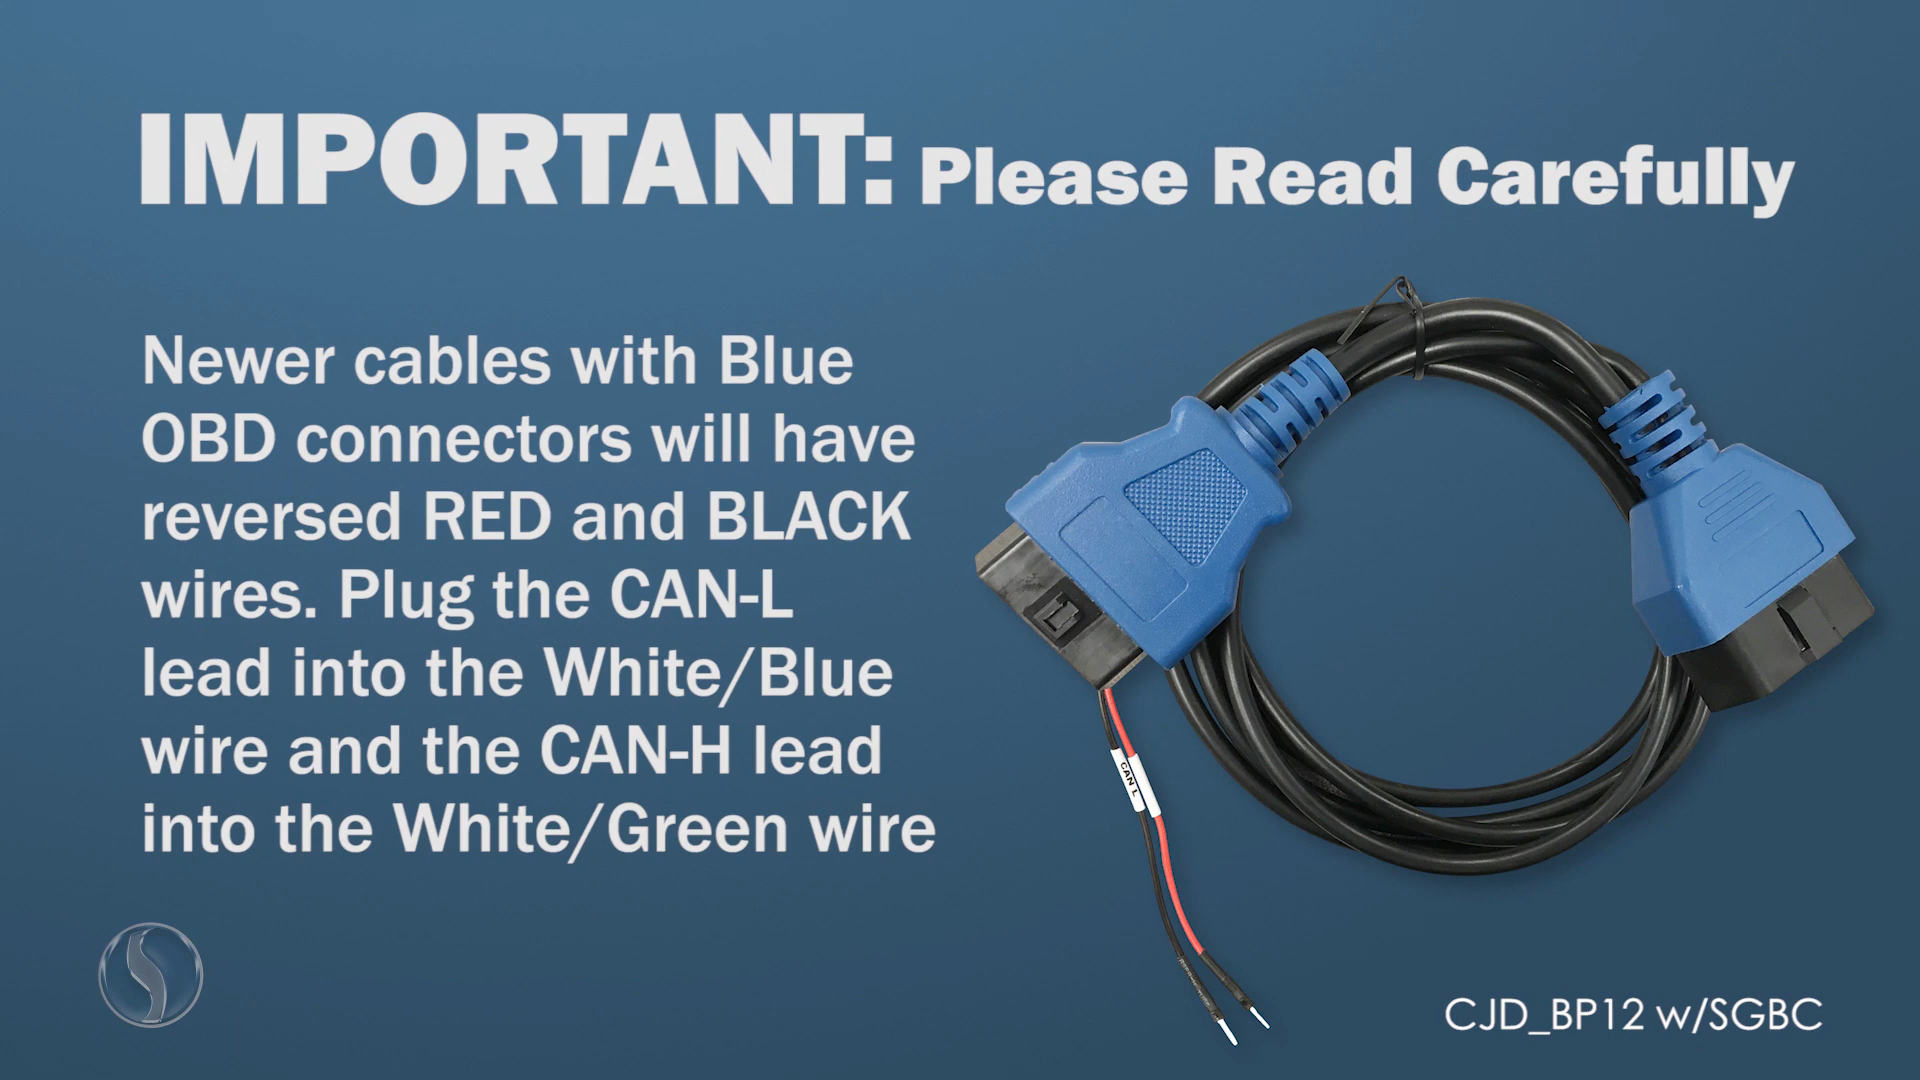 IMPORTANT: Please Read Carefully
Newer cables with Blue
OBD connectors will have
reversed RED and BLACK
wires. Plug the CAN-L
lead into the White/Blue
wire and the CAN-H lead
into the White/Green wire
CAN L
CJD_BP12 w/SGBC